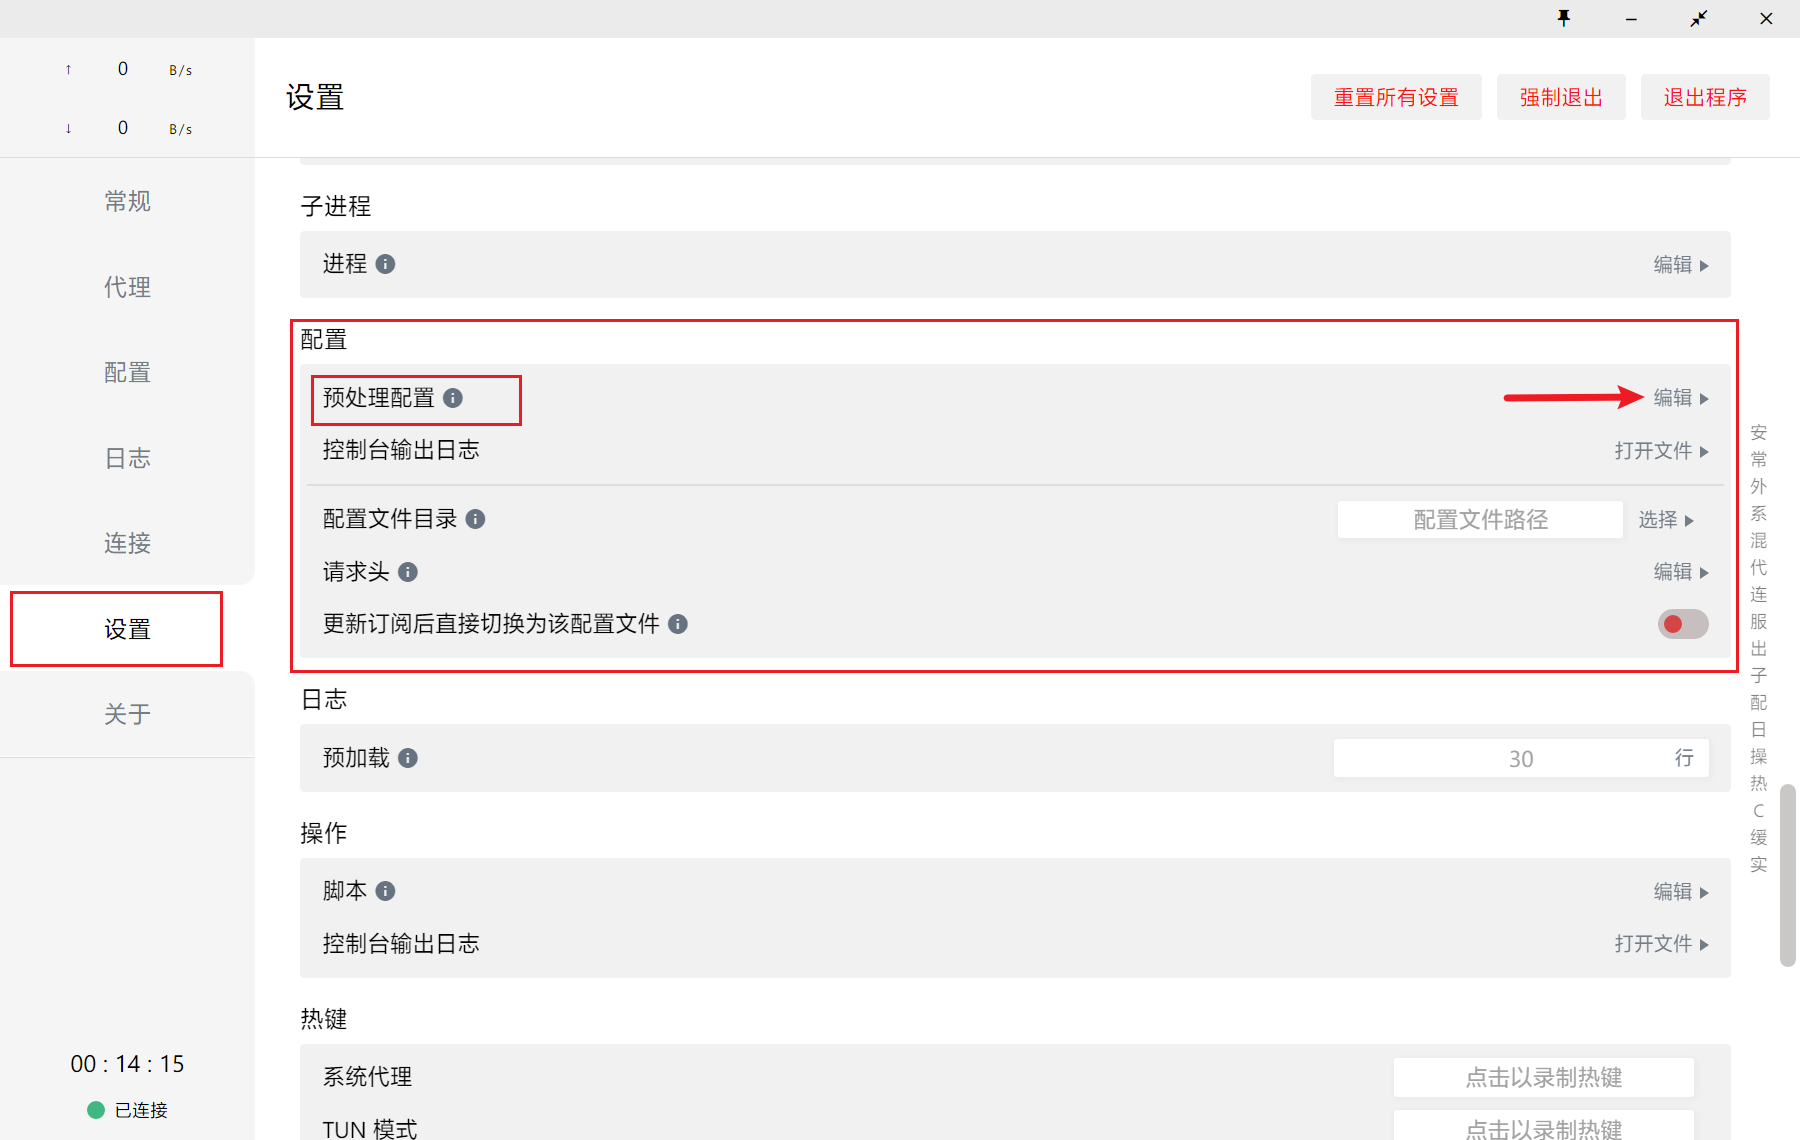 ↑ 0 B/s
↓ 0 B/s
常规
代理
配置
日志
连接
设置
关于
00 : 14 : 15
已连接
设置
重置所有设置
强制退出
退出程序
子进程
进程
编辑
配置
预处理配置
编辑
控制台输出日志
打开文件
配置文件目录
配置文件路径
选择
请求头
编辑
更新订阅后直接切换为该配置文件
日志
预加载
30
行
操作
脚本
编辑
控制台输出日志
打开文件
热键
系统代理
点击以录制热键
TUN 模式
点击以录制热键
安
常
外
系
混
代
连
服
出
子
配
日
操
热
C
缓
实